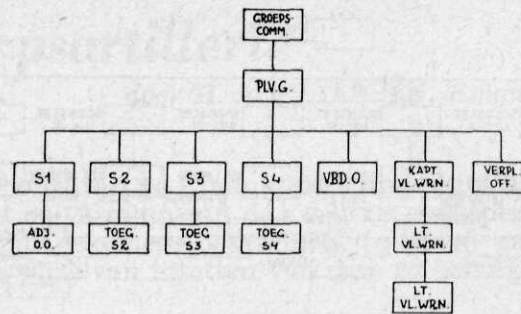 GROEPS-
COMM.
PLV.G.
S1
S2
S3
S4
VBD.O.
KAPT
VL.WRN.
VERPL.
OFF.
ADJ.
O.O.
TOEG.
S2
TOEG
S3
TOEG.
S4
LT.
VL.WRN.
LT.
VL.WRN.